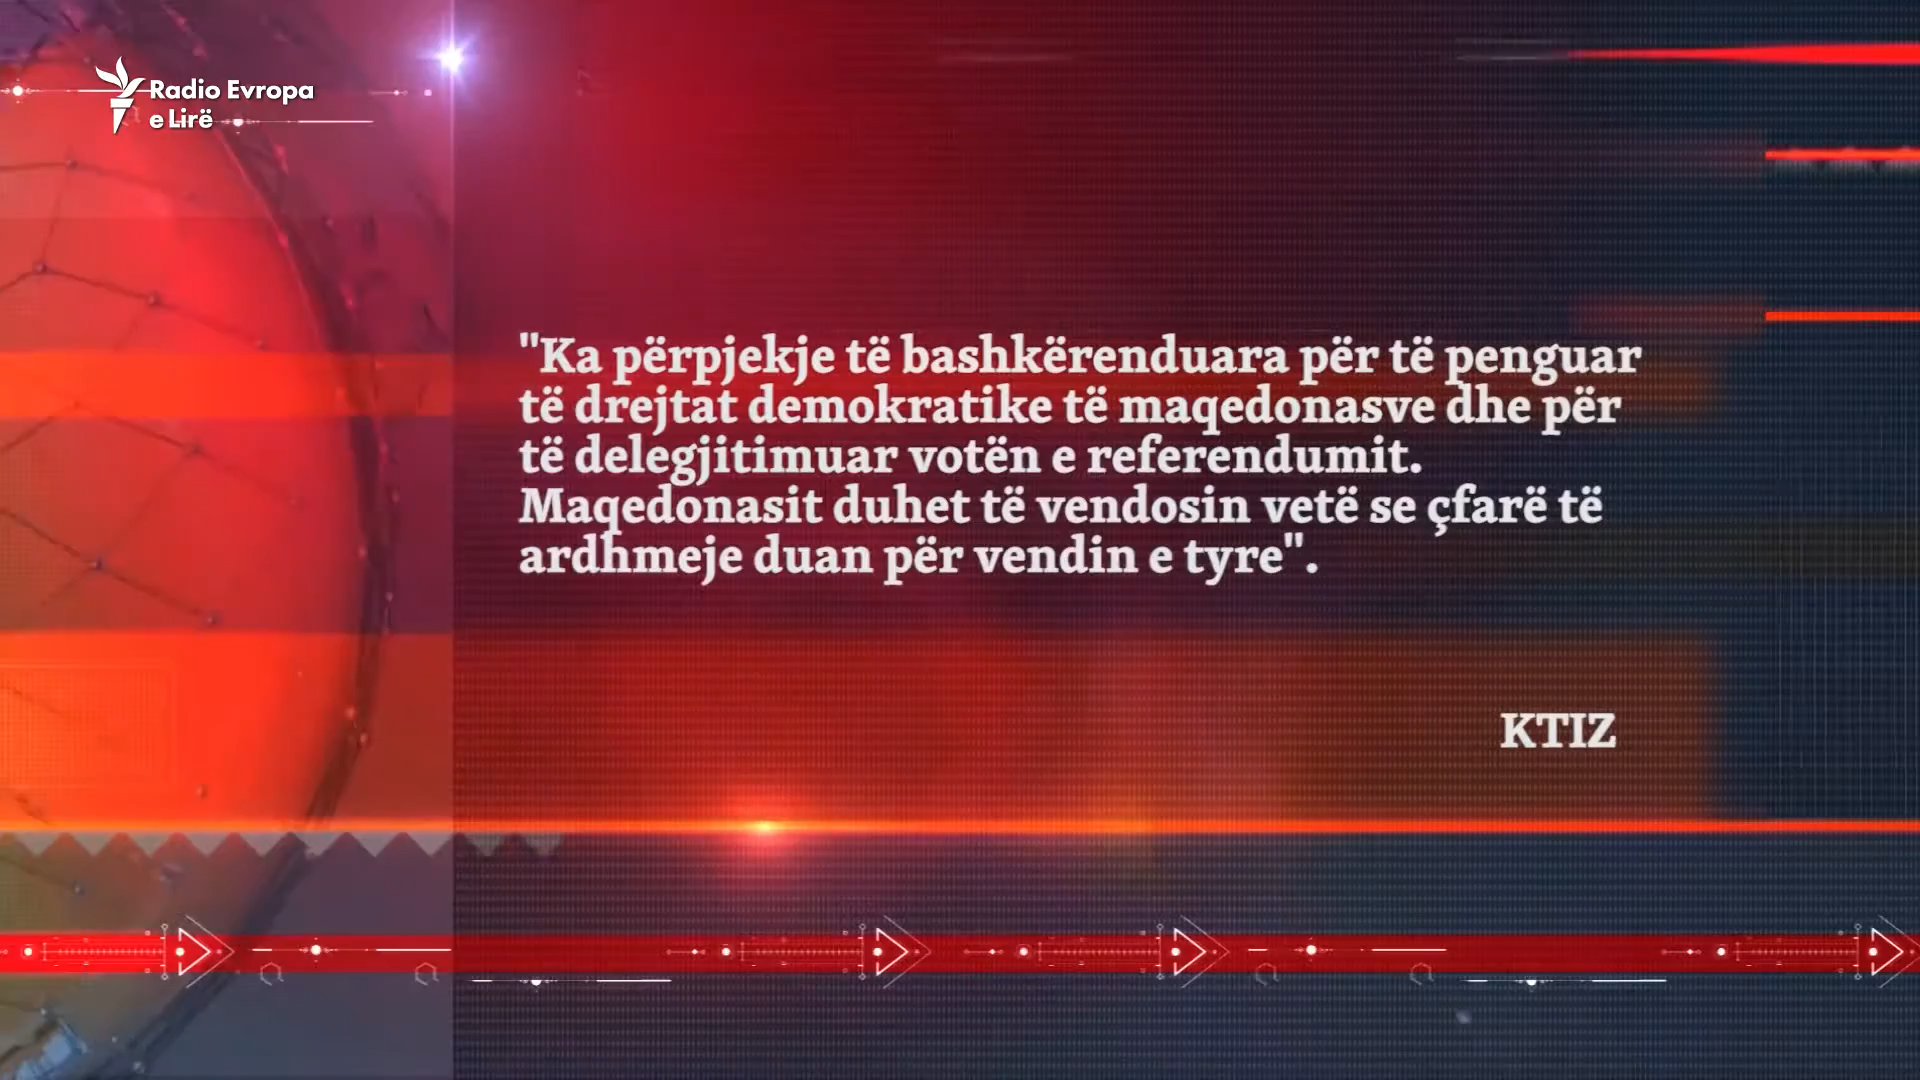 Radio Evropa
e Lirë
"Ka përpjekje të bashkërenduara për të penguar
të drejtat demokratike të maqedonasve dhe për
të delegjitimuar votën e referendumit.
Maqedonasit duhet të vendosin vetë se çfarë të
ardhmeje duan për vendin e tyre".
KTIZ